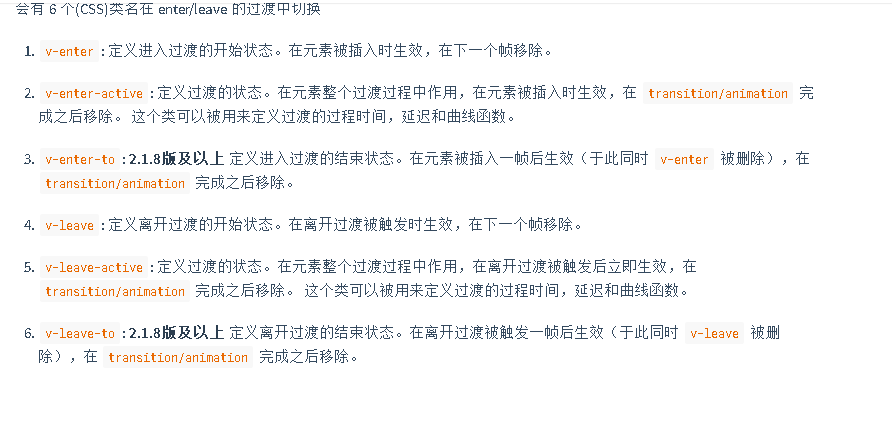 会有 6 个(CSS)类名在 enter/leave 的过渡中切换
1. v-enter : 定义进入过渡的开始状态。在元素被插入时生效，在下一个帧移除。
2. v-enter-active : 定义过渡的状态。在元素整个过渡过程中作用，在元素被插入时生效，在 transition/animation 完
成之后移除。 这个类可以被用来定义过渡的过程时间，延迟和曲线函数。
3. v-enter-to : 2.1.8版及以上 定义进入过渡的结束状态。在元素被插入一帧后生效（于此同时 v-enter 被删除），在
transition/animation 完成之后移除。
4. v-leave : 定义离开过渡的开始状态。在离开过渡被触发时生效，在下一个帧移除。
5. v-leave-active : 定义过渡的状态。在元素整个过渡过程中作用，在离开过渡被触发后立即生效，在
transition/animation 完成之后移除。 这个类可以被用来定义过渡的过程时间，延迟和曲线函数。
6. v-leave-to : 2.1.8版及以上 定义离开过渡的结束状态。在离开过渡被触发一帧后生效（于此同时 v-leave 被删
除），在 transition/animation 完成之后移除。